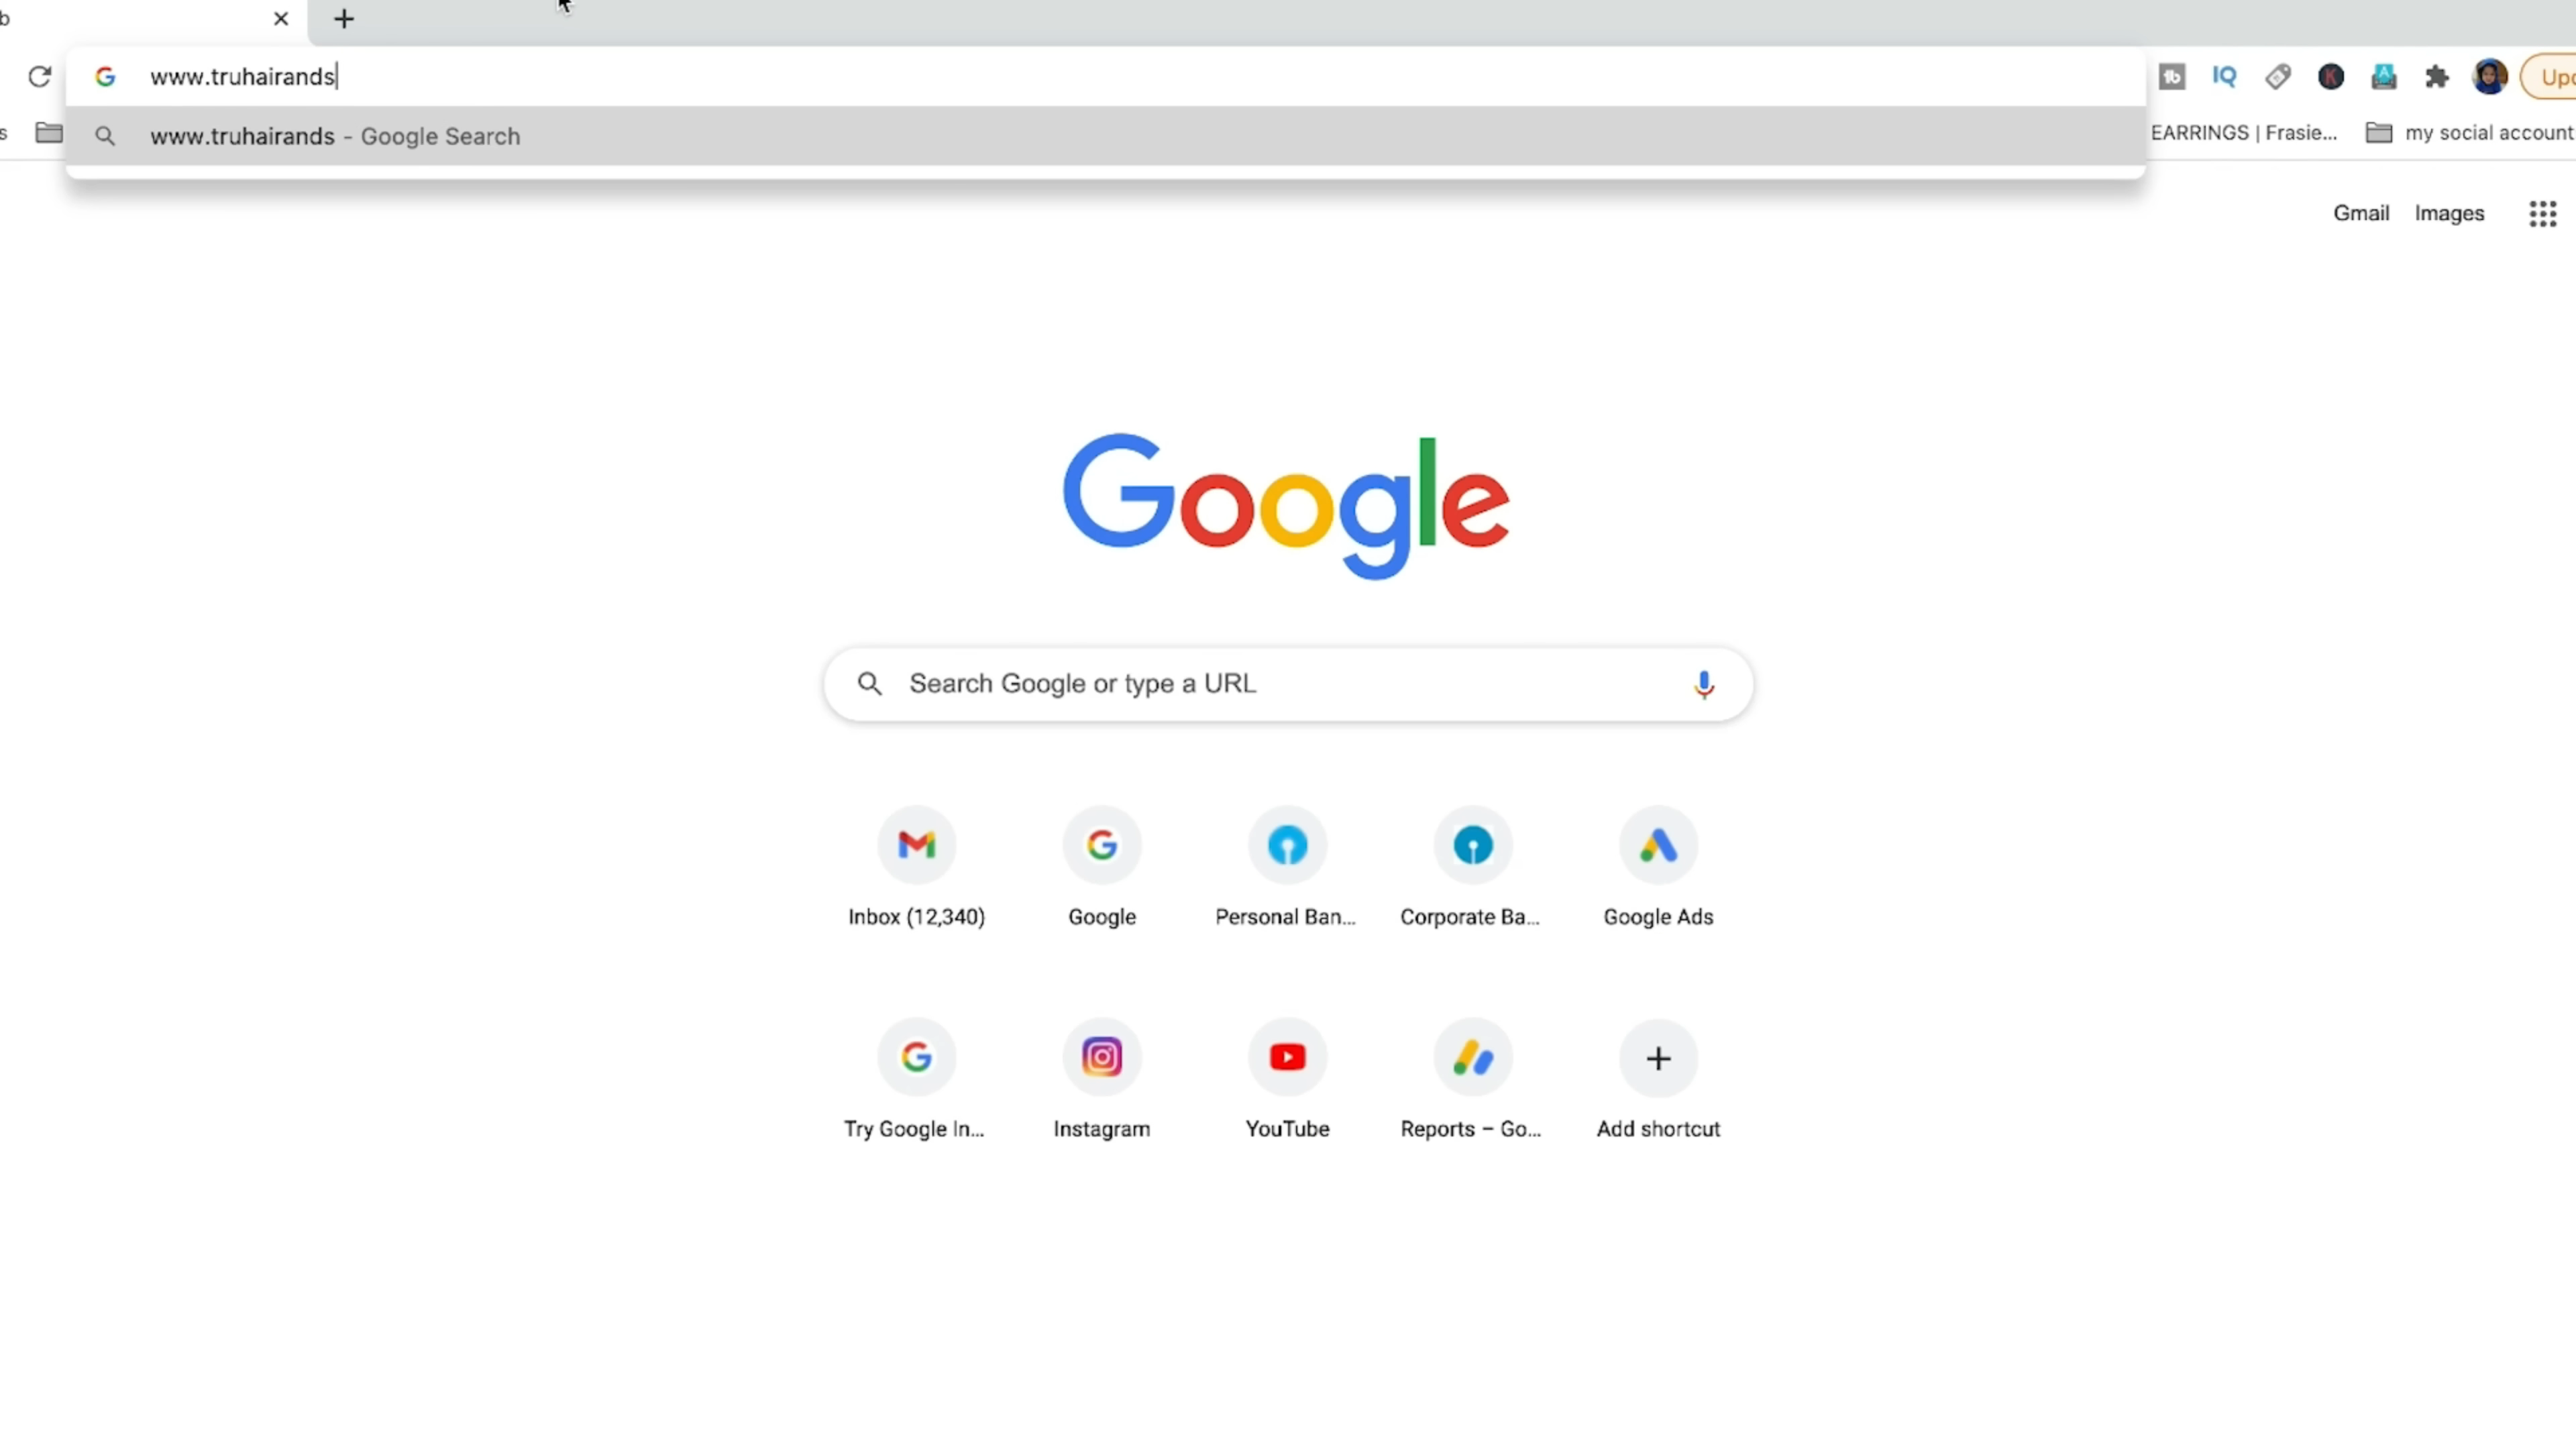 b
www.truhairands
Upd
s
www.truhairands - Google Search
EARRINGS | Frasie...
my social account
Gmail
Images
Google
Search Google or type a URL
Inbox (12,340)
Google
Personal Ban...
Corporate Ba...
Google Ads
Try Google In...
Instagram
YouTube
Reports – Go...
Add shortcut